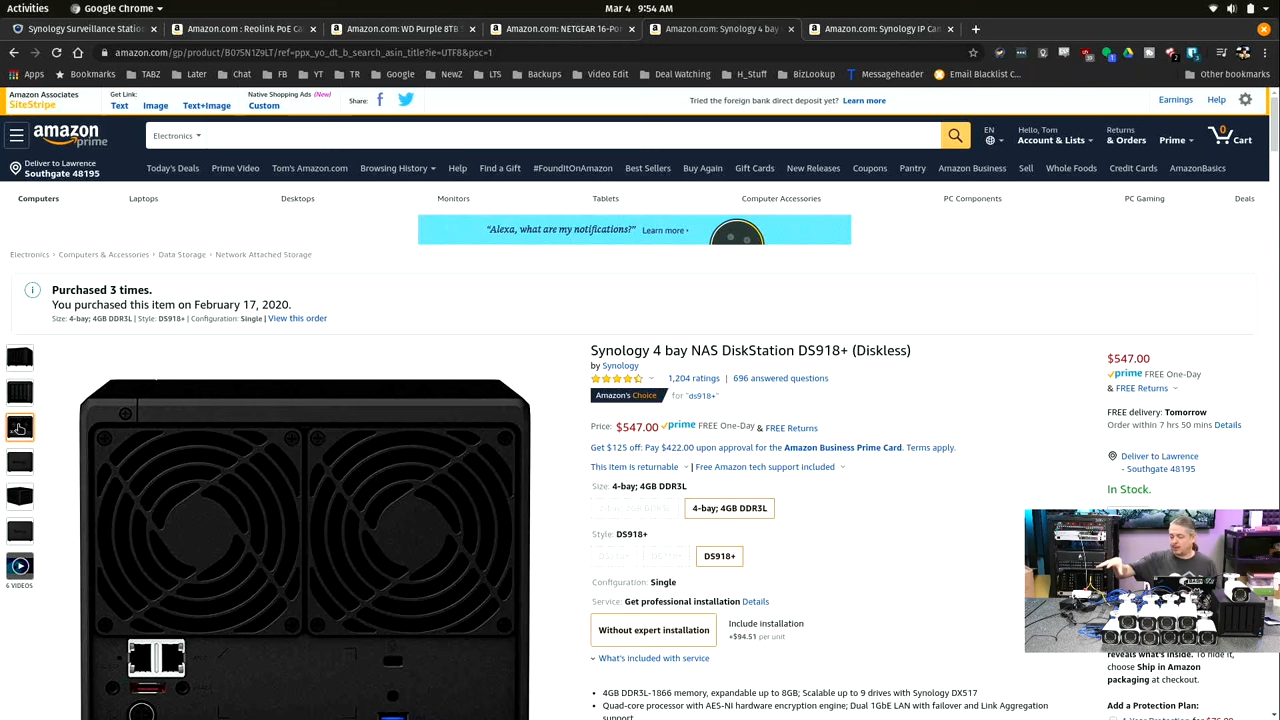 Activities
Google Chrome
Mar 4 9:54 AM
Synology Surveillance Statio
Amazon.com : Reolink PoE Ca
Amazon.com: WD Purple 8TB
Amazon.com: NETGEAR 16-Por
Amazon.com: Synology 4 bay
Amazon.com: Synology IP Can
amazon.com/gp/product/B075N1Z9LT/ref=ppx_yo_dt_b_search_asin_title?ie=UTF8&psc=1
Apps
Bookmarks
TABZ
Later
Chat
FB
YT
TR
Google
NewZ
LTS
Backups
Video Edit
Deal Watching
H_Stuff
BizLookup
Messageheader
Email Blacklist C...
Other bookmarks
Amazon Associates
SiteStripe
Get Link:
Text
Image
Text+Image
Native Shopping Ads (New)
Custom
Share:
Tried the foreign bank direct deposit yet? Learn more
Earnings
Help
amazon
prime
Electronics
EN
Hello, Tom
Account & Lists
Returns
& Orders
Prime
0
Cart
Deliver to Lawrence
Southgate 48195
Today's Deals
Prime Video
Tom's Amazon.com
Browsing History
Help
Find a Gift
#FoundItOnAmazon
Best Sellers
Buy Again
Gift Cards
New Releases
Coupons
Pantry
Amazon Business
Sell
Whole Foods
Credit Cards
AmazonBasics
Computers
Laptops
Desktops
Monitors
Tablets
Computer Accessories
PC Components
PC Gaming
Deals
"Alexa, what are my notifications?" Learn more ›
Electronics › Computers & Accessories › Data Storage › Network Attached Storage
Purchased 3 times.
You purchased this item on February 17, 2020.
Size: 4-bay; 4GB DDR3L | Style: DS918+ | Configuration: Single | View this order
Synology 4 bay NAS DiskStation DS918+ (Diskless)
by Synology
1,204 ratings | 696 answered questions
Amazon's Choice for "ds918+"
Price: $547.00 prime FREE One-Day & FREE Returns
Get $125 off: Pay $422.00 upon approval for the Amazon Business Prime Card. Terms apply.
This item is returnable | Free Amazon tech support included
Size: 4-bay; 4GB DDR3L
4-bay; 4GB DDR3L
Style: DS918+
DS918+
Configuration: Single
Service: Get professional installation Details
Without expert installation
Include installation
+$94.51 per unit
What's included with service
• 4GB DDR3L-1866 memory, expandable up to 8GB; Scalable up to 9 drives with Synology DX517
• Quad-core processor with AES-NI hardware encryption engine; Dual 1GbE LAN with failover and Link Aggregation
support
$547.00
prime FREE One-Day
& FREE Returns
FREE delivery: Tomorrow
Order within 7 hrs 50 mins Details
Deliver to Lawrence
- Southgate 48195
In Stock.
reveals what's inside. To hide it,
choose Ship in Amazon
packaging at checkout.
Add a Protection Plan:
6 VIDEOS